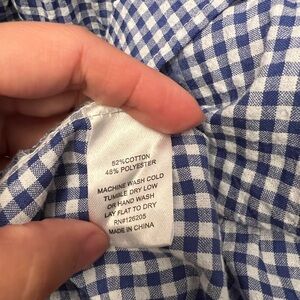 52%COTTON
48% POLYESTER
MACHINE WASH COLD
TUMBLE DRY LOW
OR HAND WASH
LAY FLAT TO DRY
RN#126205
MADE IN CHINA